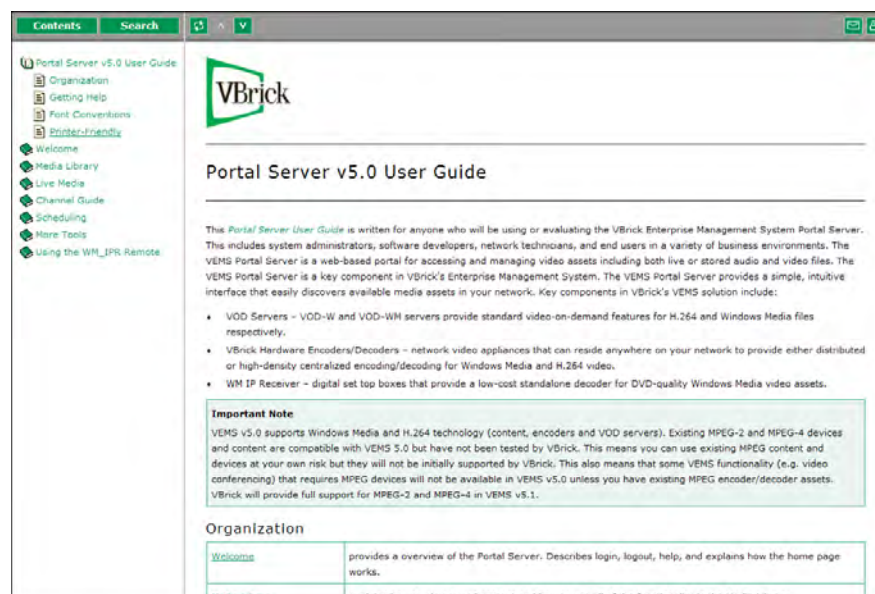 Contents
Search
Portal Server v5.0 User Guide
Organization
Getting Help
Font Conventions
Printer-Friendly
Welcome
Media Library
Live Media
Channel Guide
Scheduling
More Tools
Using the WM_IPR Remote
VBrick
Portal Server v5.0 User Guide
This Portal Server User Guide is written for anyone who will be using or evaluating the VBrick Enterprise Management System Portal Server.
This includes system administrators, software developers, network technicians, and end users in a variety of business environments. The
VEMS Portal Server is a web-based portal for accessing and managing video assets including both live or stored audio and video files. The
VEMS Portal Server is a key component in VBrick's Enterprise Management System. The VEMS Portal Server provides a simple, intuitive
interface that easily discovers available media assets in your network. Key components in VBrick's VEMS solution include:
• VOD Servers – VOD-W and VOD-WM servers provide standard video-on-demand features for H.264 and Windows Media files
respectively.
• VBrick Hardware Encoders/Decoders – network video appliances that can reside anywhere on your network to provide either distributed
or high-density centralized encoding/decoding for Windows Media and H.264 video.
• WM IP Receiver – digital set top boxes that provide a low-cost standalone decoder for DVD-quality Windows Media video assets.
Important Note
VEMS v5.0 supports Windows Media and H.264 technology (content, encoders and VOD servers). Existing MPEG-2 and MPEG-4 devices
and content are compatible with VEMS 5.0 but have not been tested by VBrick. This means you can use existing MPEG content and
devices at your own risk but they will not be initially supported by VBrick. This also means that some VEMS functionality (e.g. video
conferencing) that requires MPEG devices will not be available in VEMS v5.0 unless you have existing MPEG encoder/decoder assets.
VBrick will provide full support for MPEG-2 and MPEG-4 in VEMS v5.1.
Organization
Welcome
provides a overview of the Portal Server. Describes login, logout, help, and explains how the home page
works.